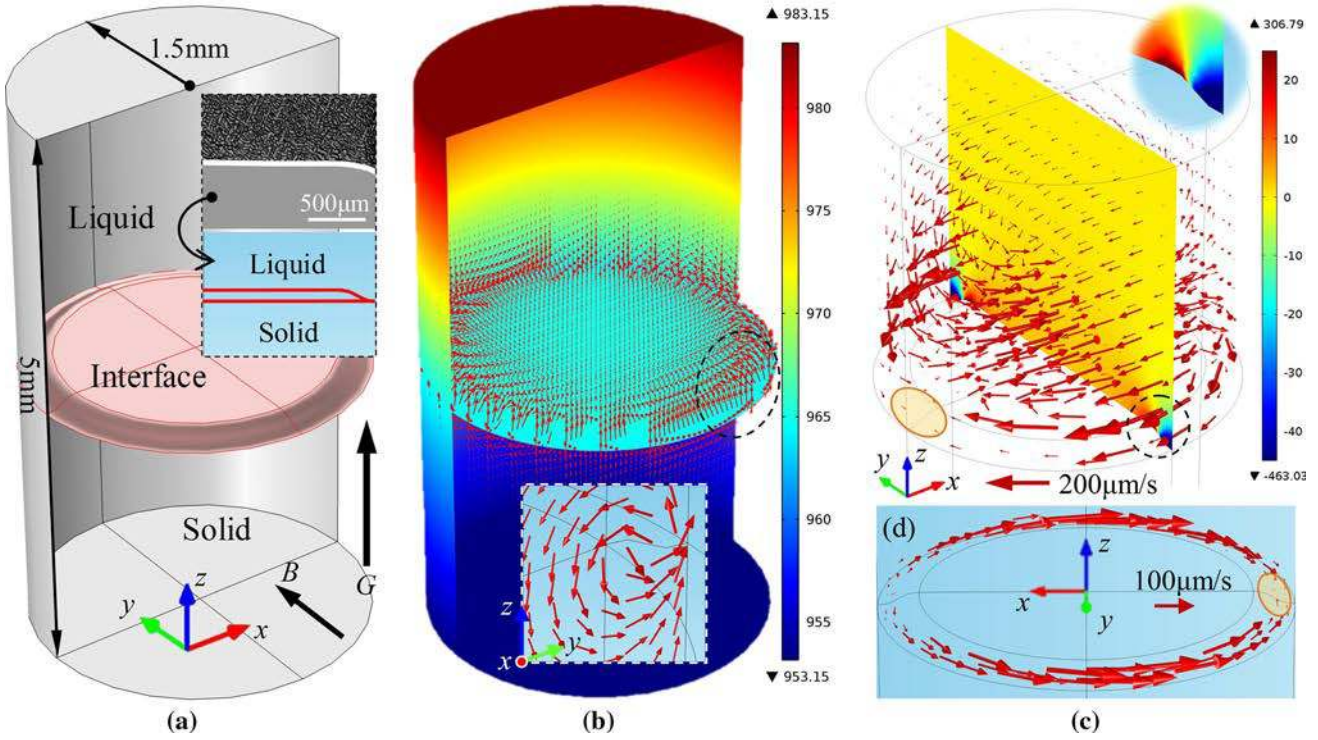 1.5mm
Liquid
500μm
Liquid
Solid
Interface
5mm
Solid
B
G
z
y
x
(a)
▲ 983.15
980
975
970
965
960
955
▼ 953.15
z
y
x
(b)
▲ 306.79
20
10
0
-10
-20
-30
-40
▼ -463.03
z
y
x
200μm/s
(d)
z
100μm/s
x
y
(c)